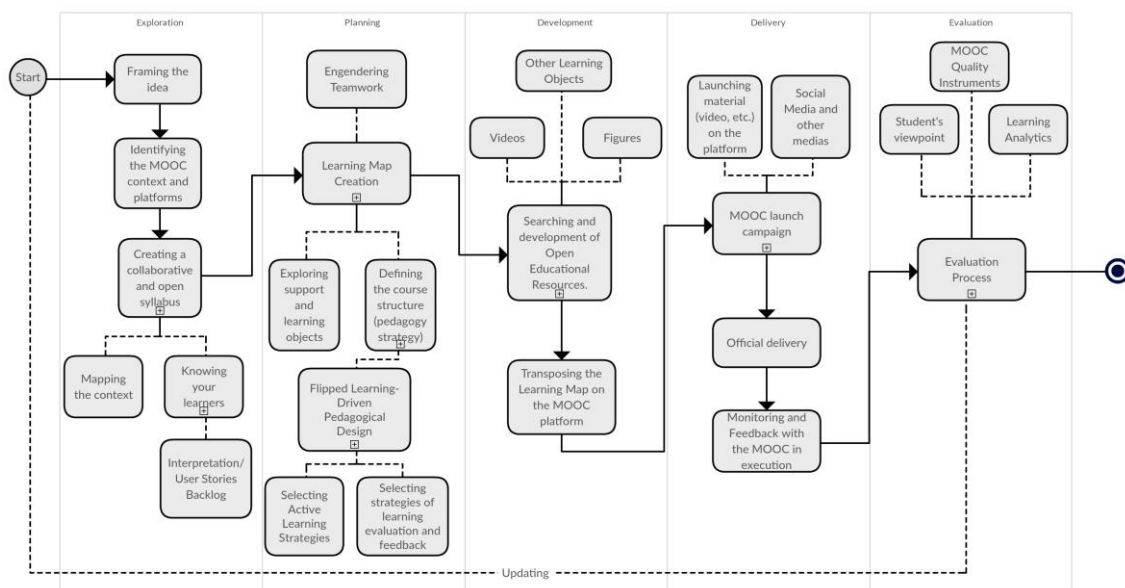 Exploration
Planning
Development
Delivery
Evaluation
Start
Framing the
idea
Identifying
the MOOC
context and
platforms
Creating a
collaborative
and open
syllabus
Mapping
the context
Knowing
your
learners
Interpretation/
User Stories
Backlog
Engendering
Teamwork
Learning Map
Creation
Exploring
support
and
learning
objects
Defining
the course
structure
(pedagogy
strategy)
Flipped Learning-
Driven
Pedagogical
Design
Selecting
Active
Learning
Strategies
Selecting
strategies of
learning
evaluation and
feedback
Other Learning
Objects
Videos
Figures
Searching and
development of
Open
Educational
Resources.
Transposing the
Learning Map on
the MOOC
platform
Launching
material
(video, etc.)
on the
platform
Social
Media and
other
medias
MOOC launch
campaign
Official delivery
Monitoring and
Feedback with
the MOOC in
execution
MOOC
Quality
Instruments
Student's
viewpoint
Learning
Analytics
Evaluation
Process
Updating